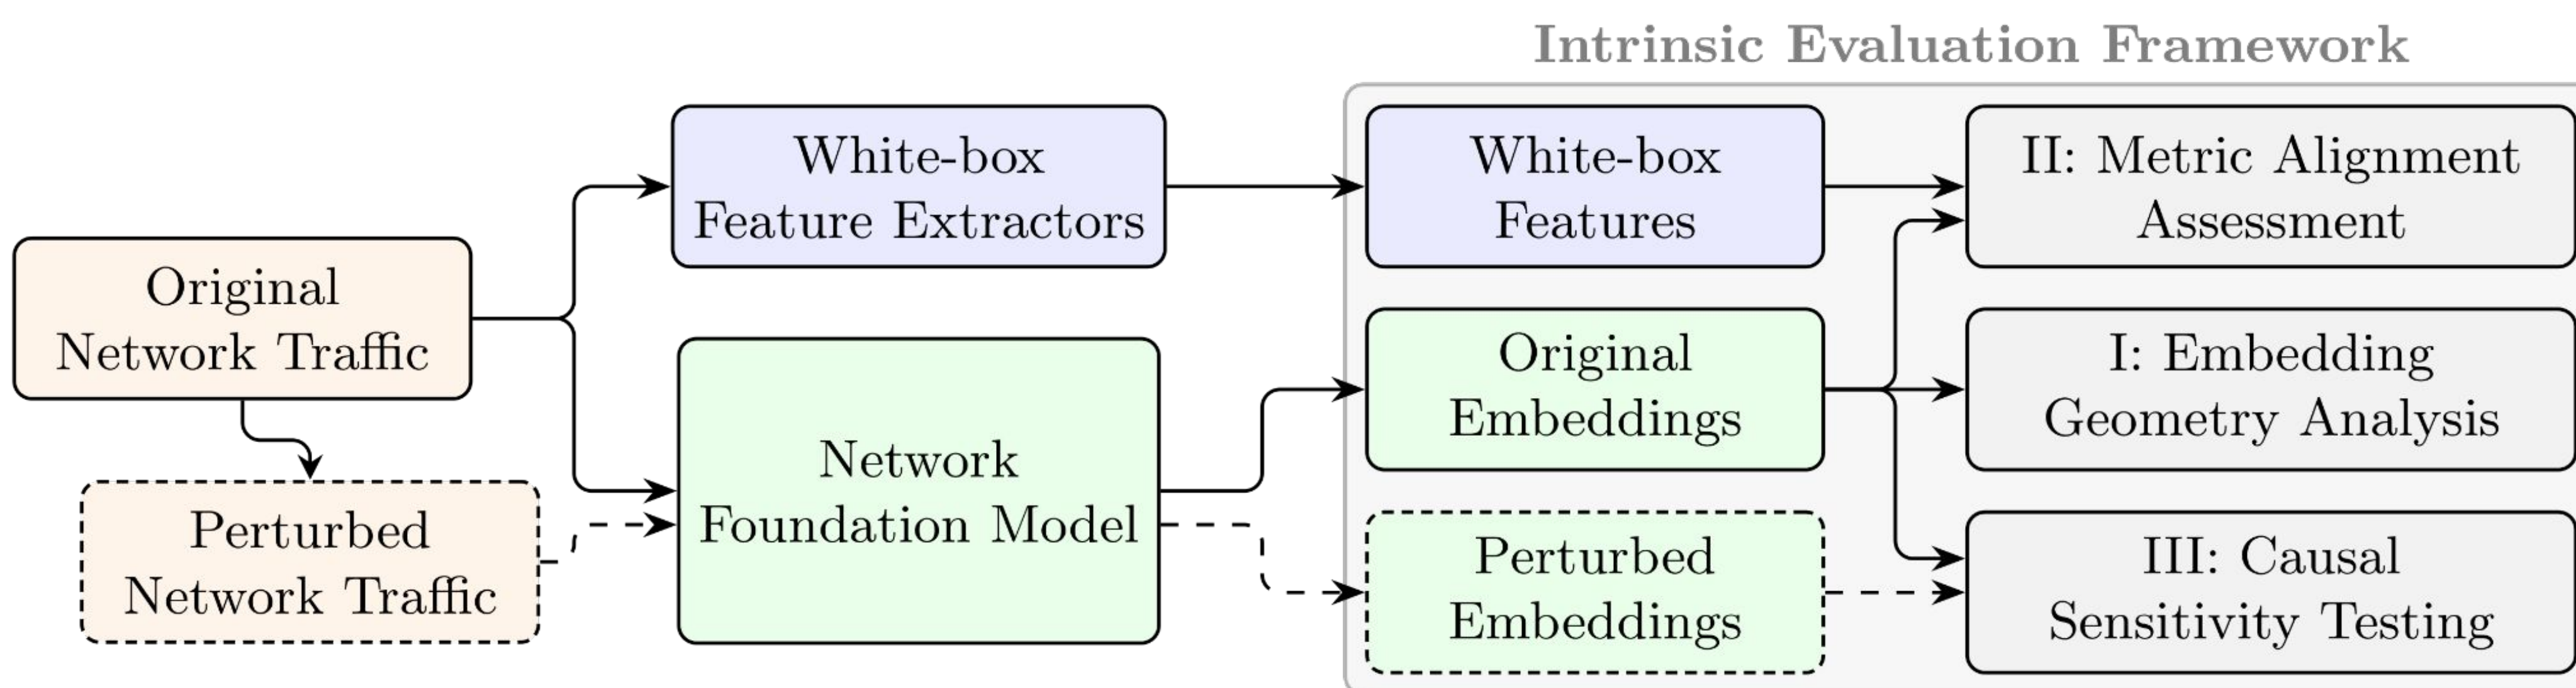 Intrinsic Evaluation Framework
Original
Network Traffic
Perturbed
Network Traffic
White-box
Feature Extractors
Network
Foundation Model
White-box
Features
Original
Embeddings
Perturbed
Embeddings
II: Metric Alignment
Assessment
I: Embedding
Geometry Analysis
III: Causal
Sensitivity Testing